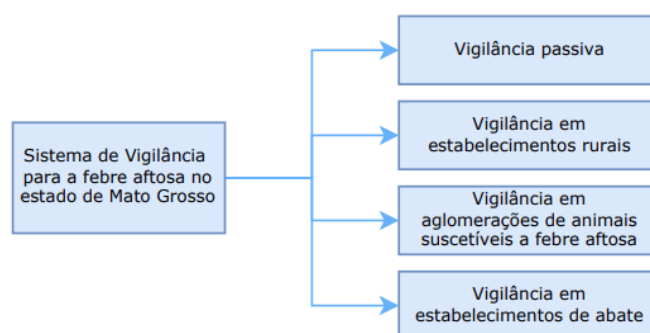 Sistema de Vigilância
para a febre aftosa no
estado de Mato Grosso
Vigilância passiva
Vigilância em
estabelecimentos rurais
Vigilância em
aglomerações de animais
suscetíveis a febre aftosa
Vigilância em
estabelecimentos de abate